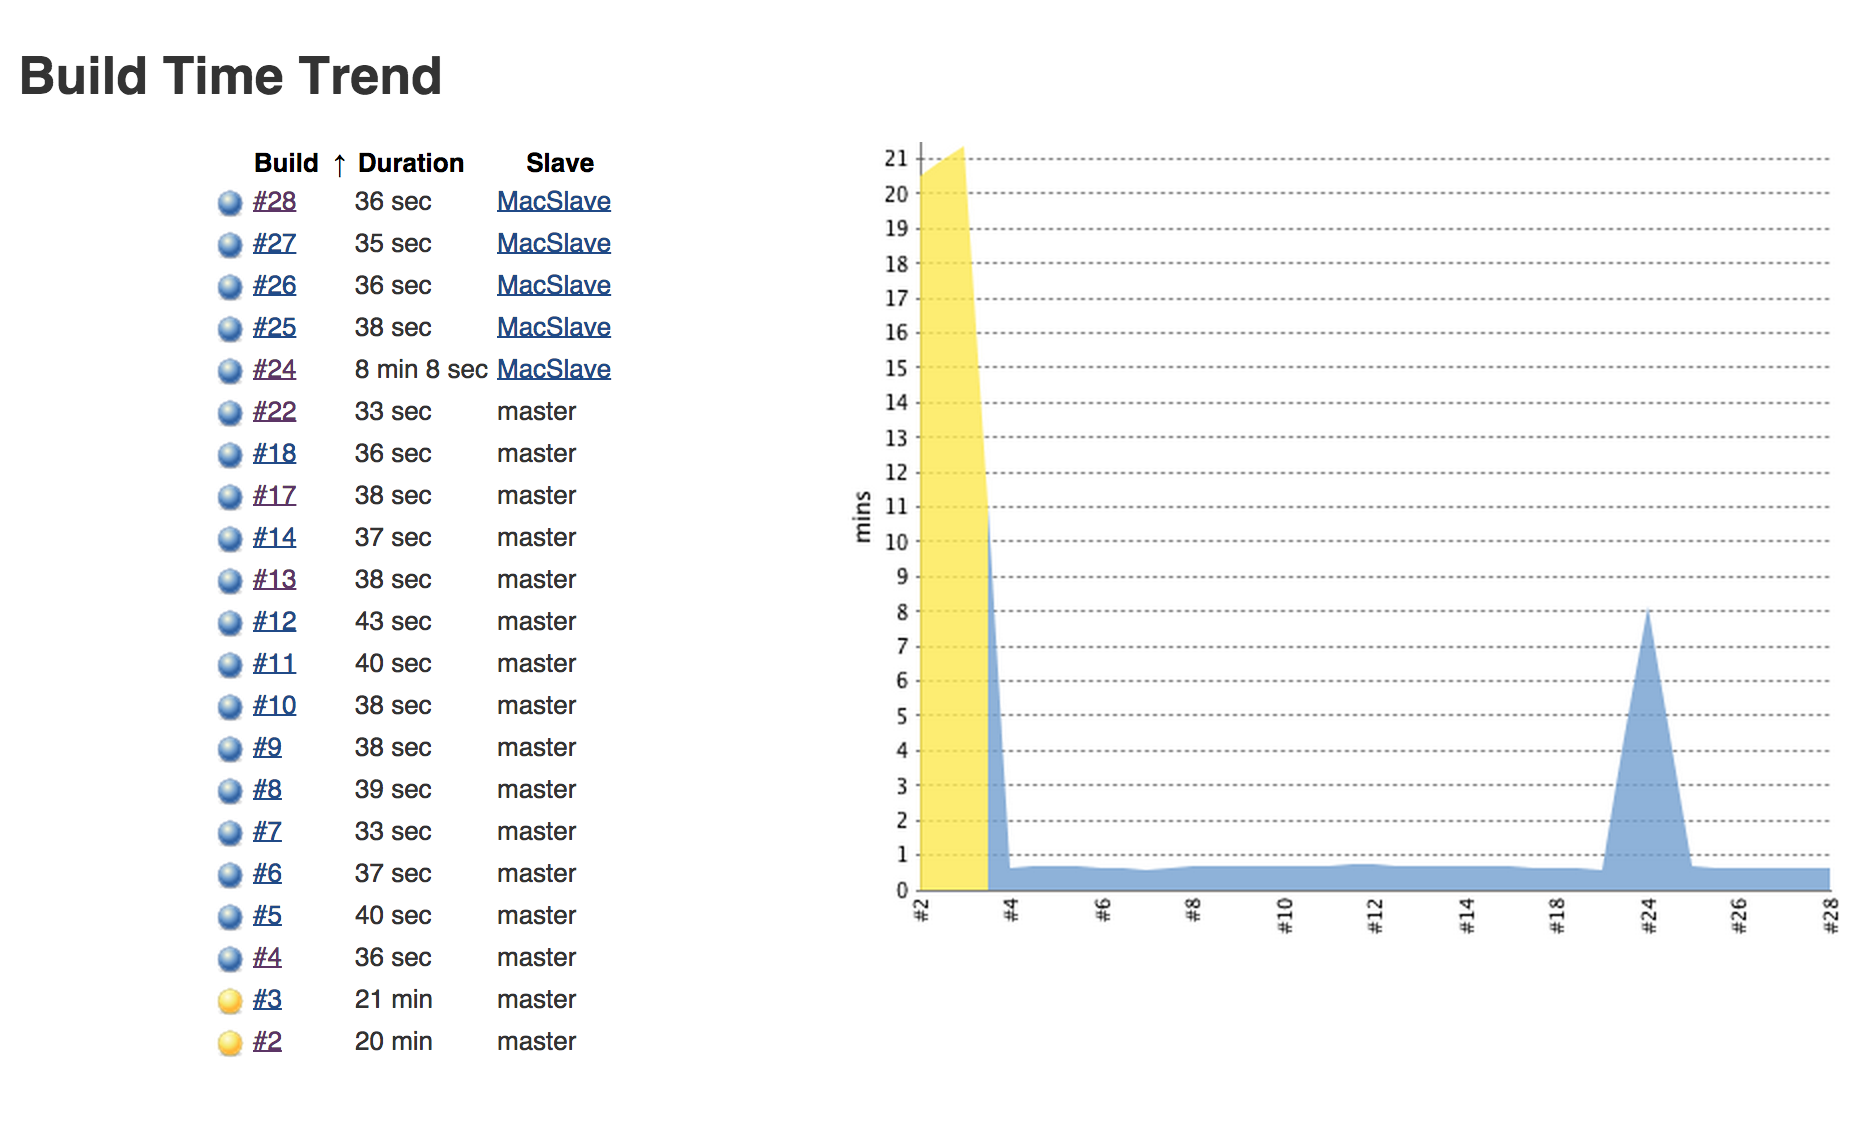 Build Time Trend
Build ↑ Duration Slave
#28 36 sec MacSlave
#27 35 sec MacSlave
#26 36 sec MacSlave
#25 38 sec MacSlave
#24 8 min 8 sec MacSlave
#22 33 sec master
#18 36 sec master
#17 38 sec master
#14 37 sec master
#13 38 sec master
#12 43 sec master
#11 40 sec master
#10 38 sec master
#9 38 sec master
#8 39 sec master
#7 33 sec master
#6 37 sec master
#5 40 sec master
#4 36 sec master
#3 21 min master
#2 20 min master
mins
21
20
19
18
17
16
15
14
13
12
11
10
9
8
7
6
5
4
3
2
1
0
#2 #4 #6 #8 #10 #12 #14 #18 #24 #26 #28